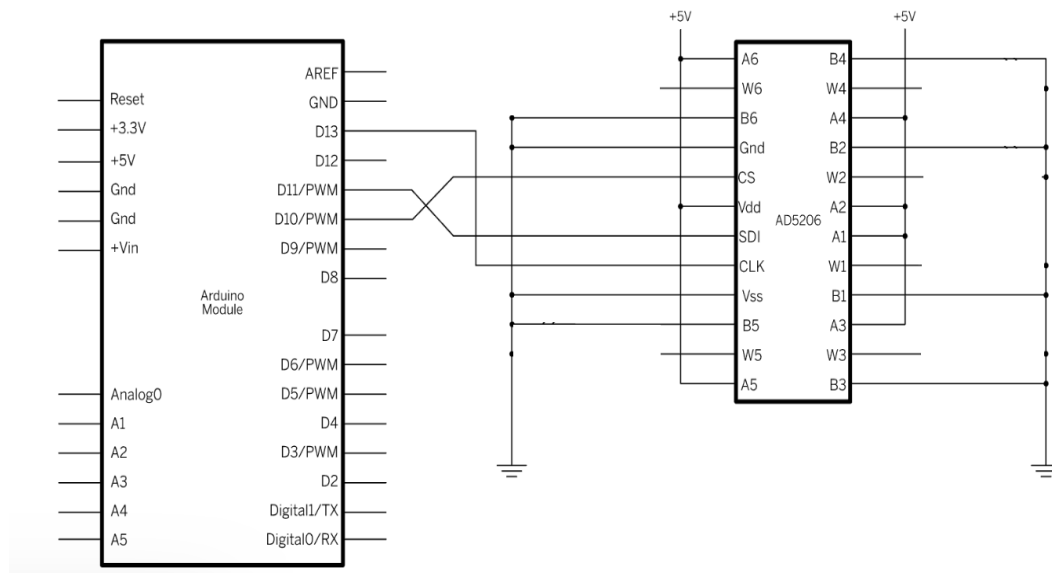 Reset
+3.3V
+5V
Gnd
Gnd
+Vin
Analog0
A1
A2
A3
A4
A5
Arduino
Module
AREF
GND
D13
D12
D11/PWM
D10/PWM
D9/PWM
D8
D7
D6/PWM
D5/PWM
D4
D3/PWM
D2
Digital1/TX
Digital0/RX
+5V
+5V
A6
W6
B6
Gnd
CS
Vdd
SDI
CLK
Vss
B5
W5
A5
AD5206
B4
W4
A4
B2
W2
A2
A1
W1
B1
A3
W3
B3